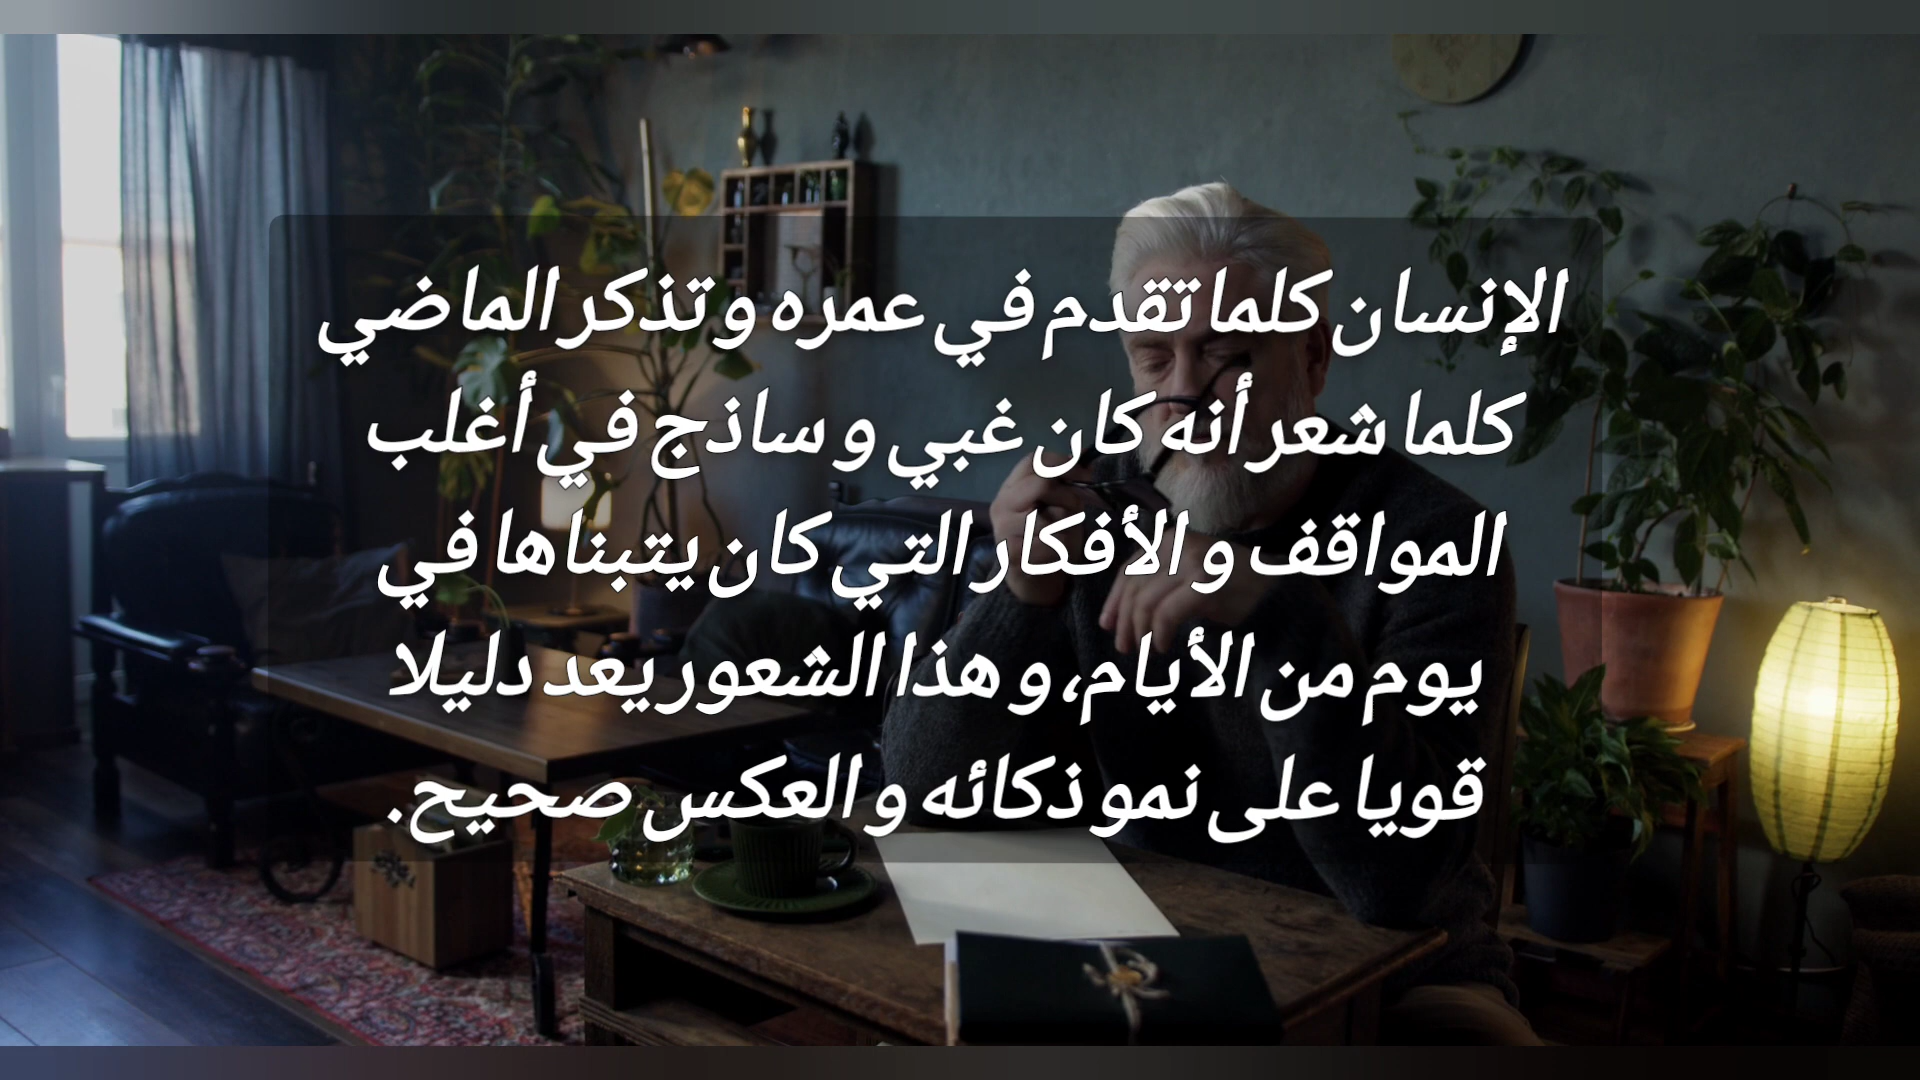 الإنسان كلما تقدم في عمره و تذكر الماضي
كلما شعر أنه كان غبي و ساذج في أغلب
المواقف و الأفكار التي كان يتبناها في
يوم من الأيام، و هذا الشعور يعد دليلا
قويا على نمو ذكائه و العكس صحيح.